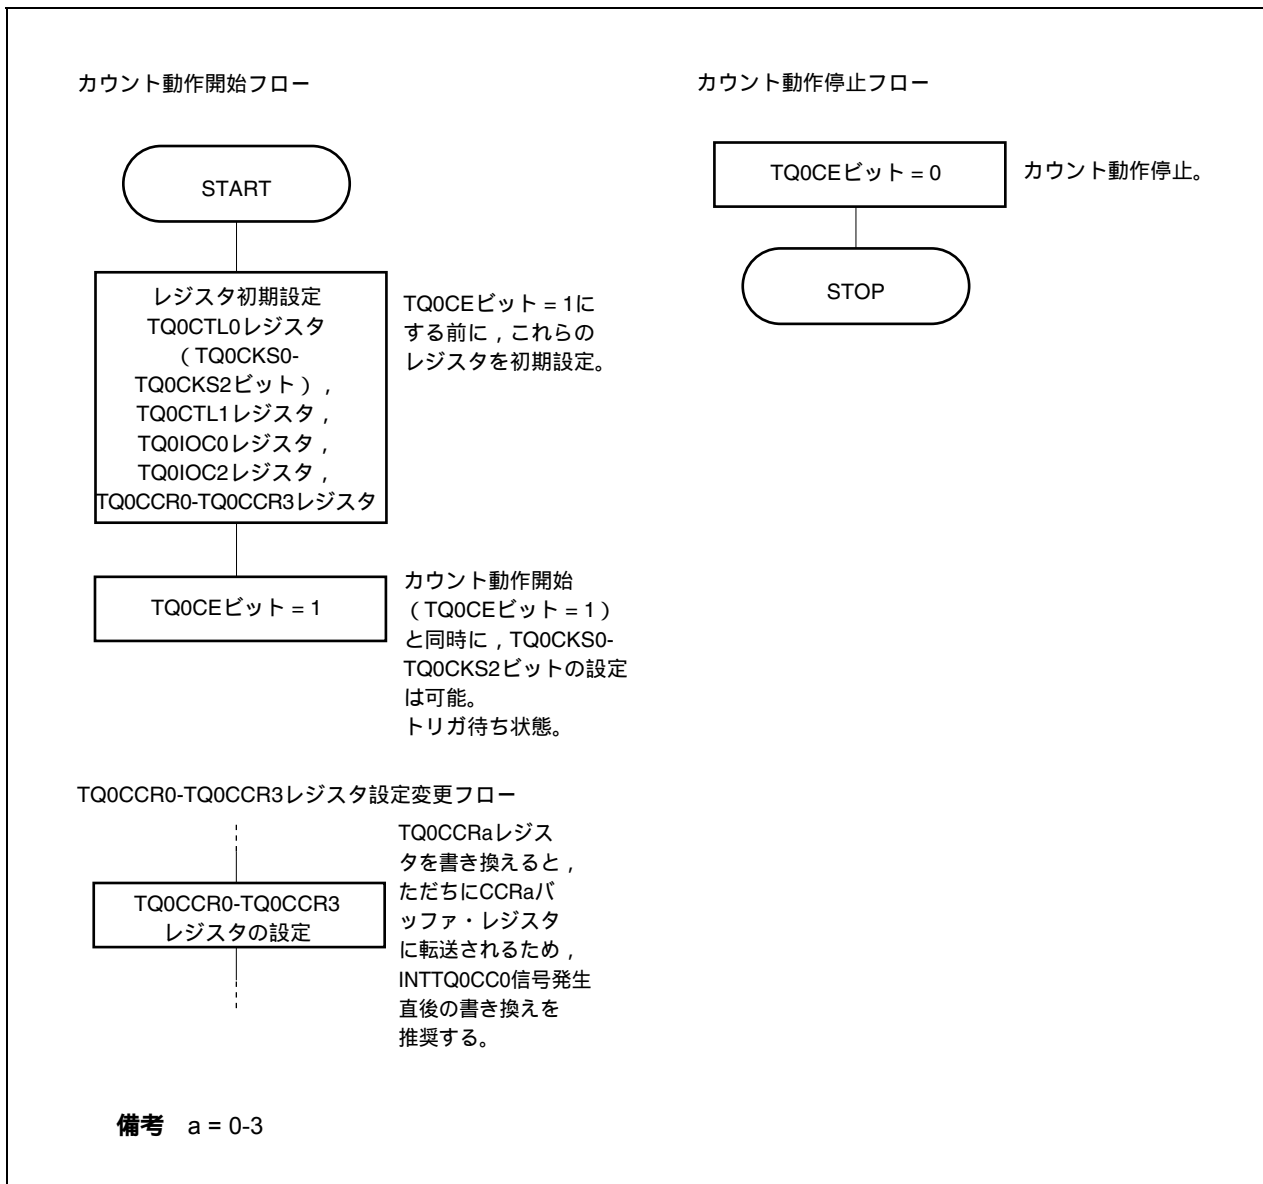 カウント動作開始フロー
START
レジスタ初期設定
TQ0CTL0レジスタ
（TQ0CKS0-
TQ0CKS2ビット），
TQ0CTL1レジスタ，
TQ0IOC0レジスタ，
TQ0IOC2レジスタ，
TQ0CCR0-TQ0CCR3レジスタ
TQ0CEビット = 1に
する前に，これらの
レジスタを初期設定。
TQ0CEビット = 1
カウント動作開始
（TQ0CEビット = 1）
と同時に，TQ0CKS0-
TQ0CKS2ビットの設定
は可能。
トリガ待ち状態。
TQ0CCR0-TQ0CCR3レジスタ設定変更フロー
TQ0CCR0-TQ0CCR3
レジスタの設定
TQ0CCRaレジス
タを書き換えると，
ただちにCCRaバ
ッファ・レジスタ
に転送されるため，
INTTQ0CC0信号発生
直後の書き換えを
推奨する。
カウント動作停止フロー
TQ0CEビット = 0
カウント動作停止。
STOP
備考 a = 0-3